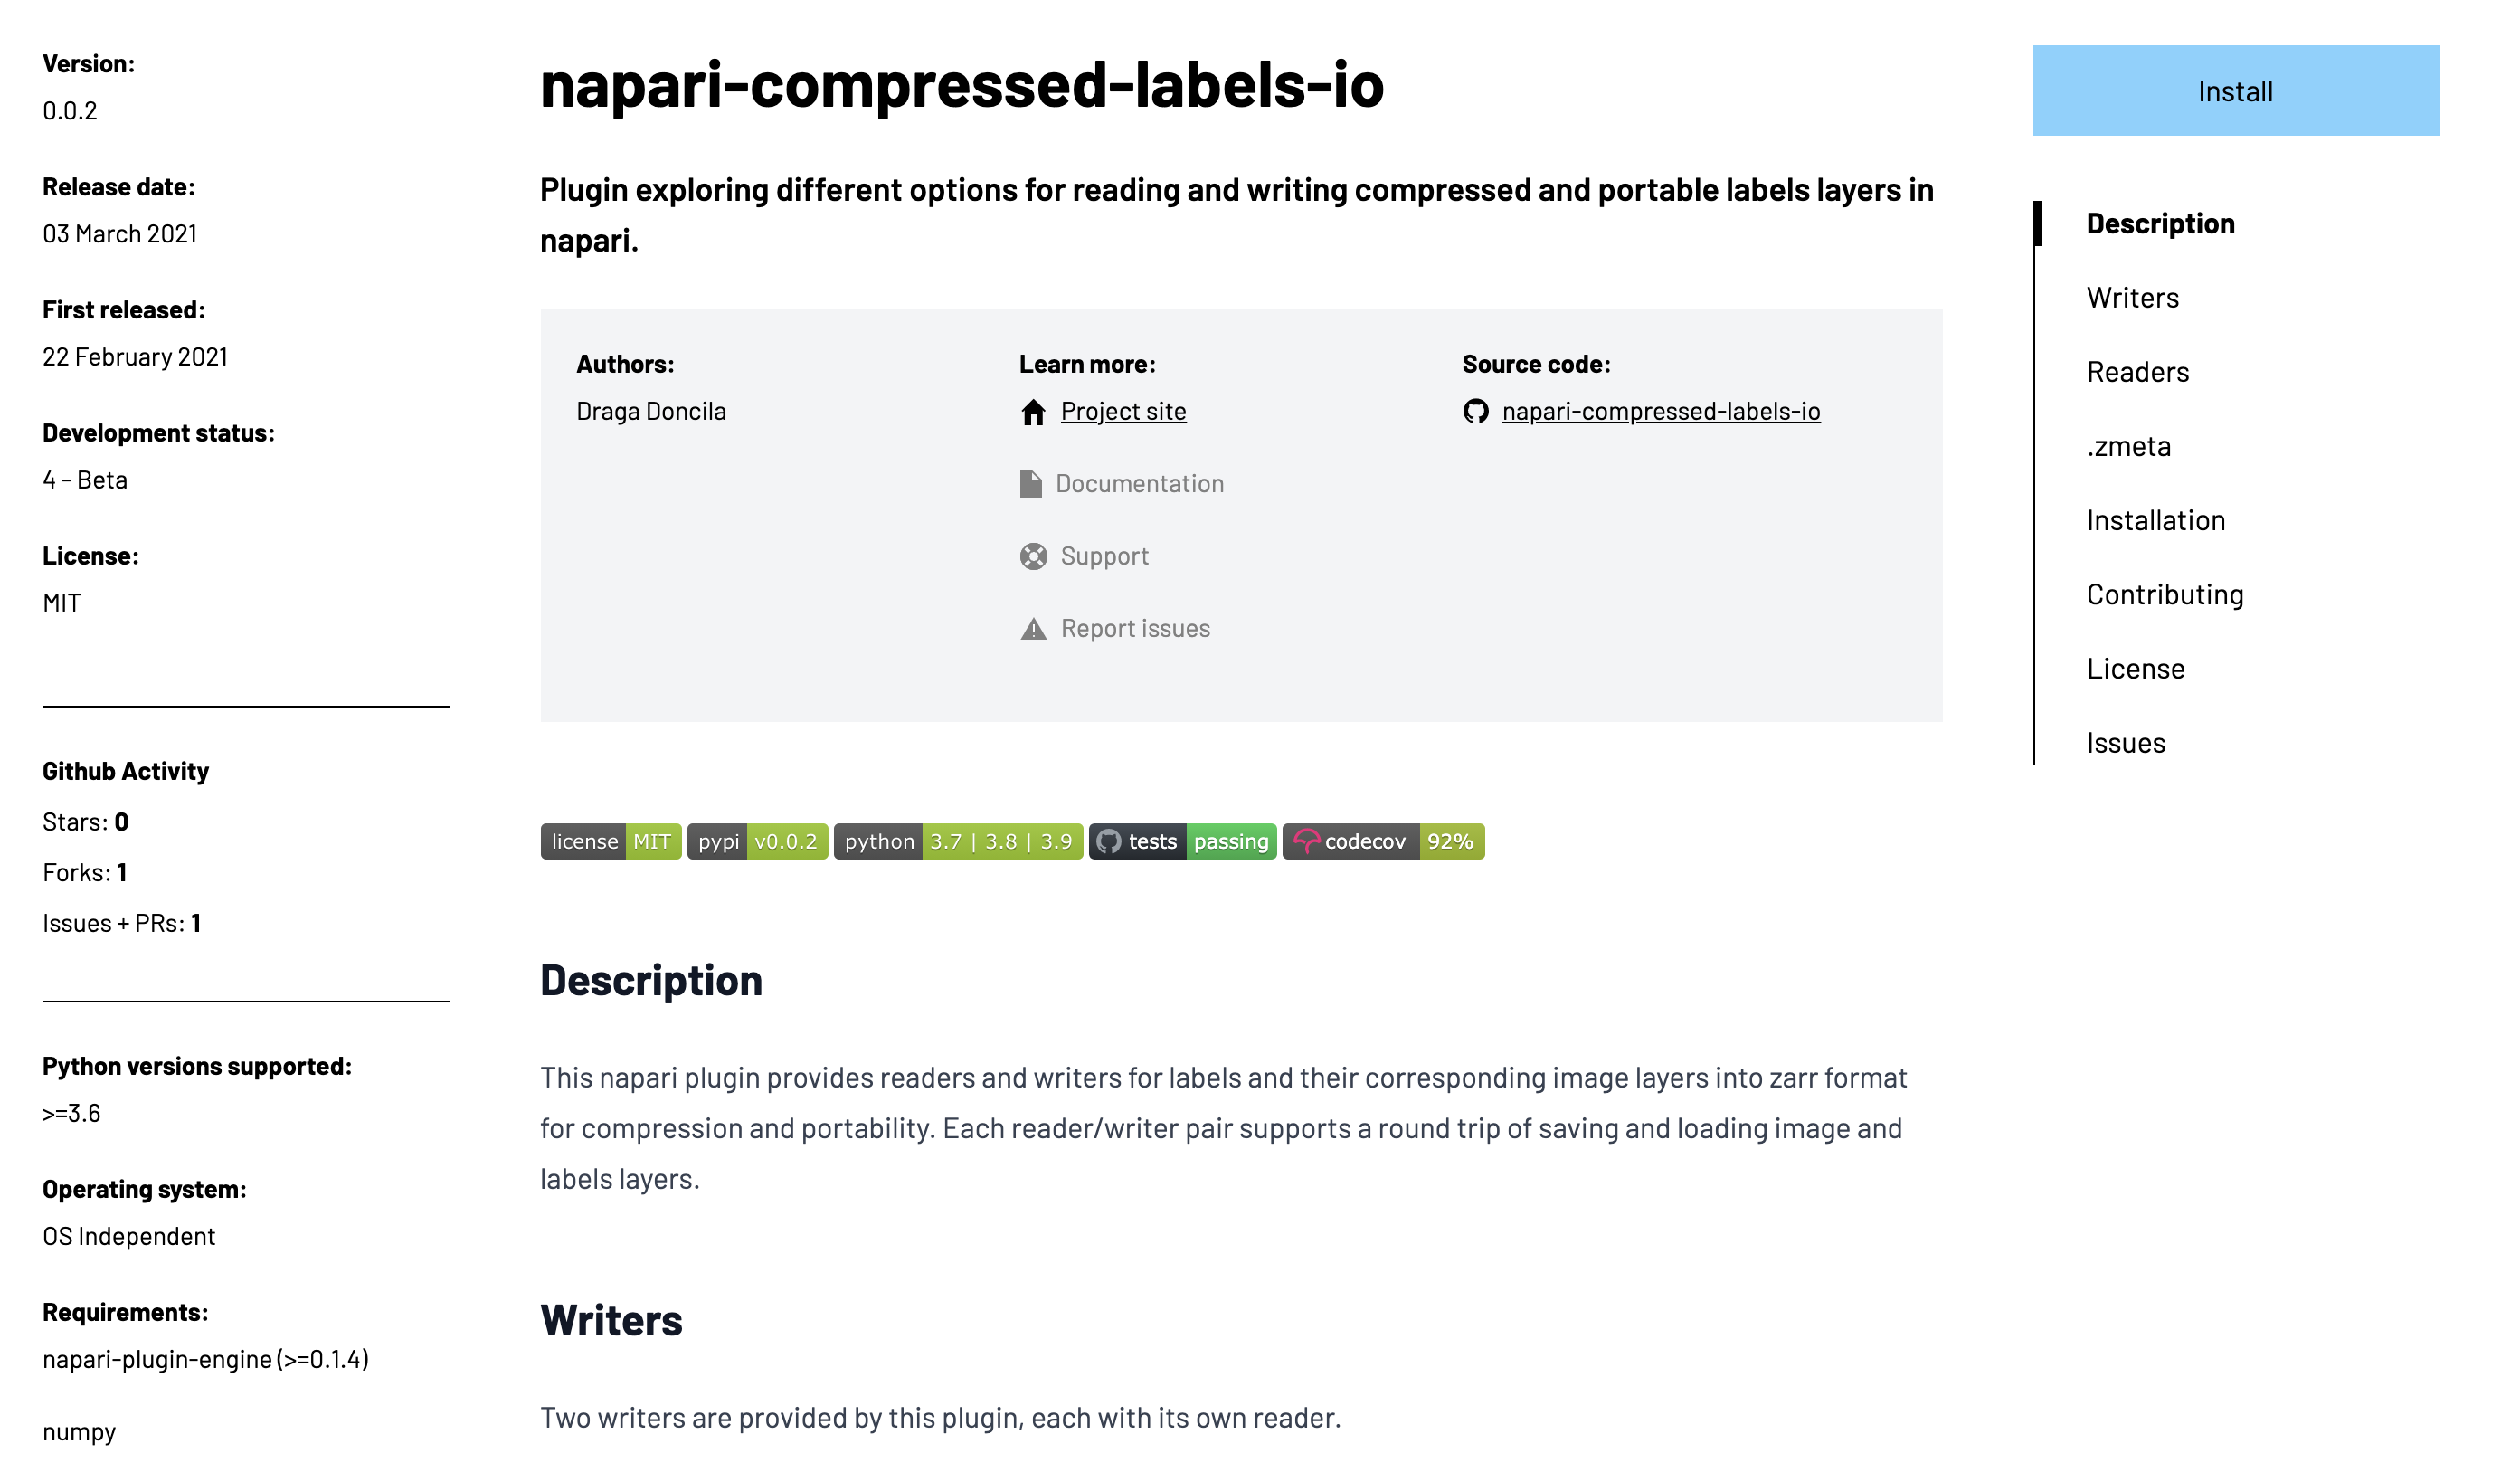 Version:
0.0.2
Release date:
03 March 2021
First released:
22 February 2021
Development status:
4 - Beta
License:
MIT
Github Activity
Stars: 0
Forks: 1
Issues + PRs: 1
Python versions supported:
>=3.6
Operating system:
OS Independent
Requirements:
napari-plugin-engine (>=0.1.4)
numpy
napari-compressed-labels-io
Plugin exploring different options for reading and writing compressed and portable labels layers in
napari.
Authors:
Draga Doncila
Learn more:
Project site
Documentation
Support
Report issues
Source code:
napari-compressed-labels-io
license MIT pypi v0.0.2 python 3.7 | 3.8 | 3.9 tests passing codecov 92%
Description
This napari plugin provides readers and writers for labels and their corresponding image layers into zarr format
for compression and portability. Each reader/writer pair supports a round trip of saving and loading image and
labels layers.
Writers
Two writers are provided by this plugin, each with its own reader.
Install
Description
Writers
Readers
.zmeta
Installation
Contributing
License
Issues